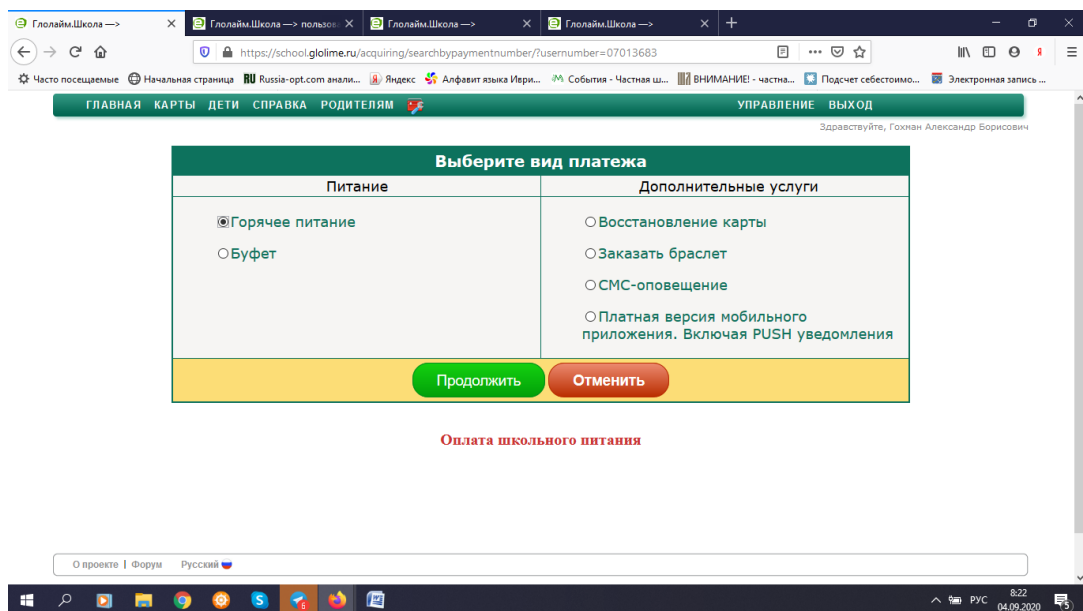 Глолайм.Школа —>
Глолайм.Школа —> пользов
Глолайм.Школа —>
Глолайм.Школа —>
https://school.glolime.ru/acquiring/searchbypaymentnumber/?usernumber=07013683
Часто посещаемые Начальная страница Russia-opt.com анали... Яндекс Алфавит языка Иври... События - Частная ш... ВНИМАНИЕ! - частна... Подсчет себестоимо... Электронная запись ...
ГЛАВНАЯ КАРТЫ ДЕТИ СПРАВКА РОДИТЕЛЯМ УПРАВЛЕНИЕ ВЫХОД
Здравствуйте, Гохман Александр Борисович
Выберите вид платежа
Питание
Дополнительные услуги
Горячее питание
Буфет
Восстановление карты
Заказать браслет
СМС-оповещение
Платная версия мобильного
приложения. Включая PUSH уведомления
Продолжить Отменить
Оплата школьного питания
О проекте | Форум Русский
РУС
8:22
04.09.2020